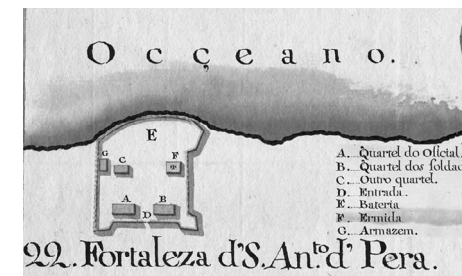 Occeano.
E
G
C
F
A
B
D
A. Quartel do Oficial
B. Quartel dos soldad
C. Outro quartel.
D. Entrada.
E. Bateria
F. Ermida
G. Armazem.
22. Fortaleza d'S. An.to d' Pera.